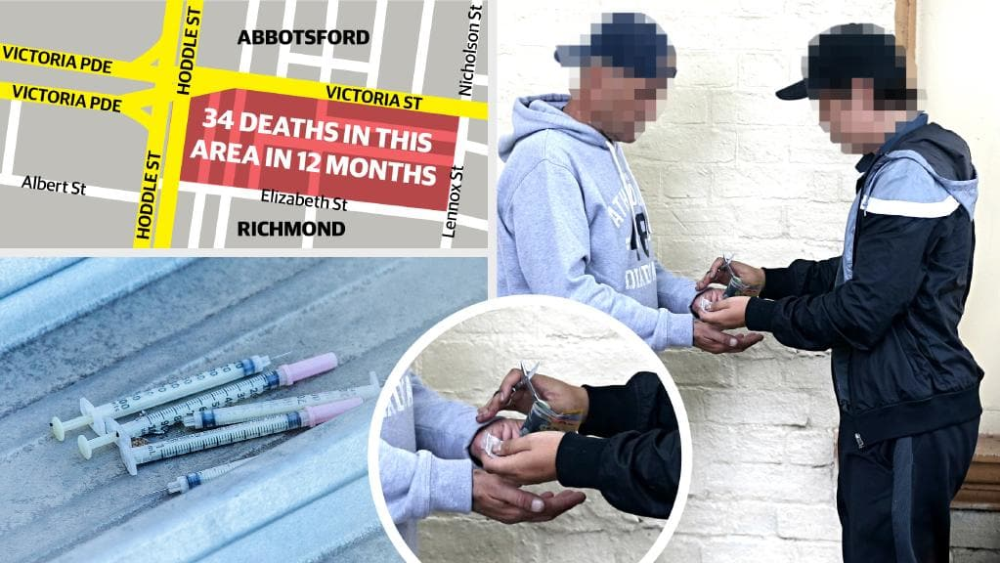 ABBOTSFORD
HODDLE ST
Nicholson St
VICTORIA PDE
VICTORIA PDE
VICTORIA ST
34 DEATHS IN THIS
AREA IN 12 MONTHS
Albert St
Elizabeth St
Lennox St
HODDLE ST
RICHMOND